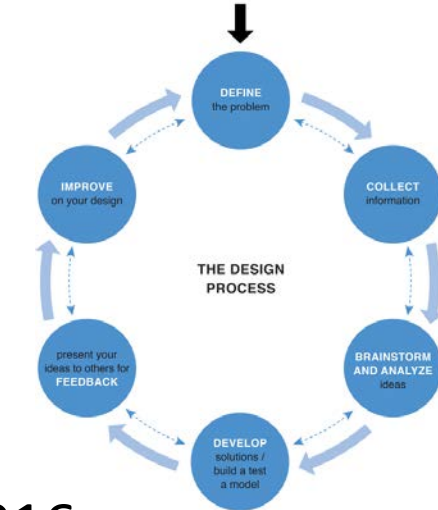 DEFINE
the problem
COLLECT
information
BRAINSTORM
AND ANALYZE
ideas
DEVELOP
solutions /
build a test
a model
present your
ideas to others for
FEEDBACK
IMPROVE
on your design
THE DESIGN
PROCESS